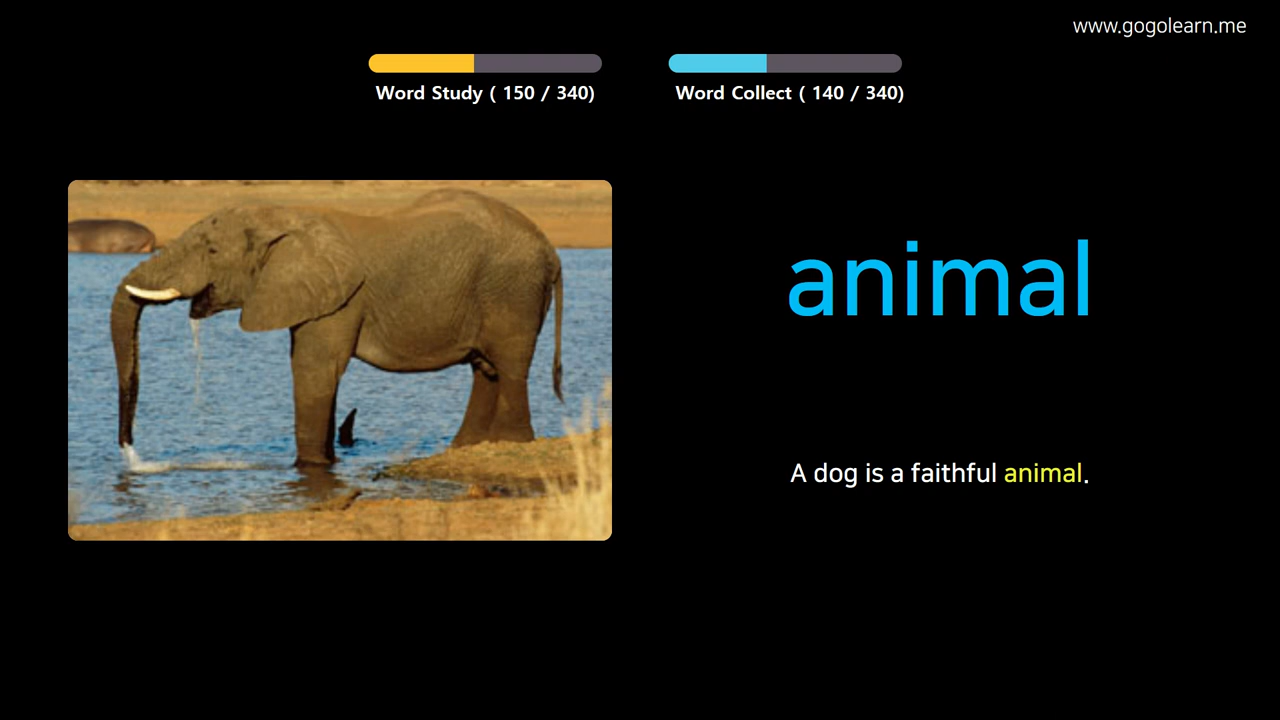 www.gogolearn.me
Word Study ( 150 / 340)
Word Collect ( 140 / 340)
animal
A dog is a faithful animal.